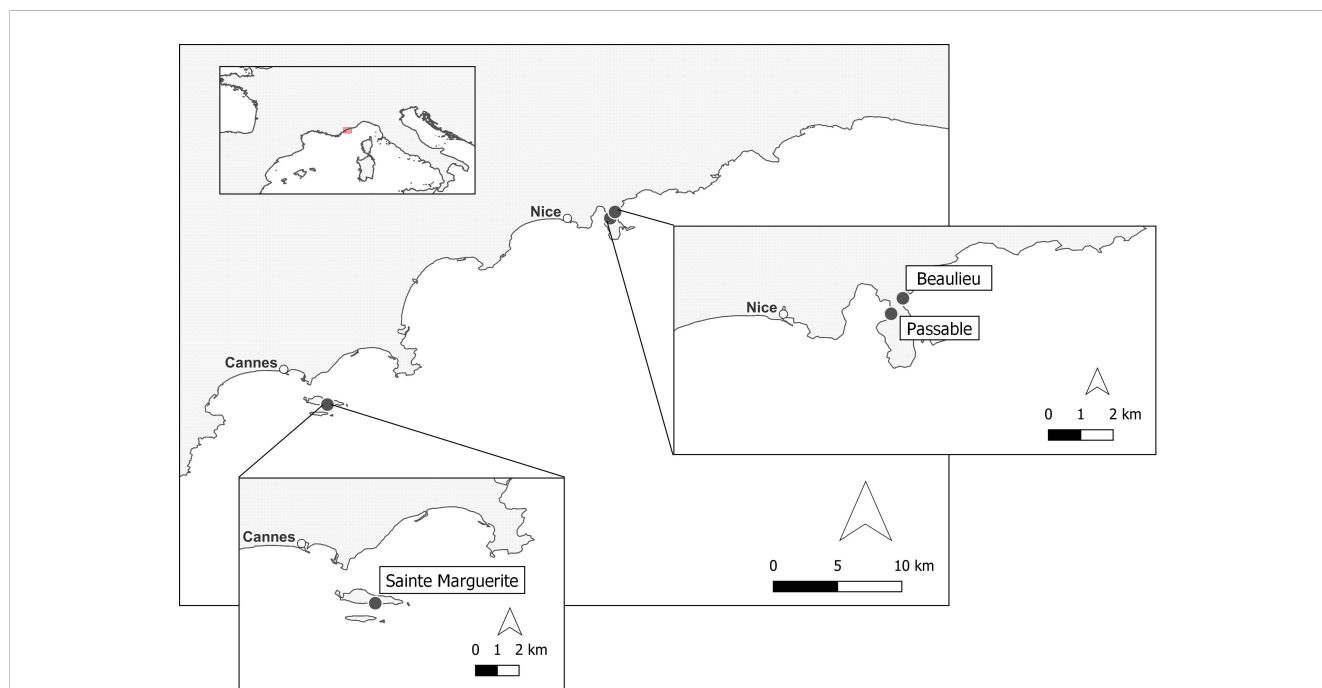 Nice
Beaulieu
Nice
Passable
0 1 2 km
Cannes
0 5 10 km
Cannes
Sainte Marguerite
0 1 2 km